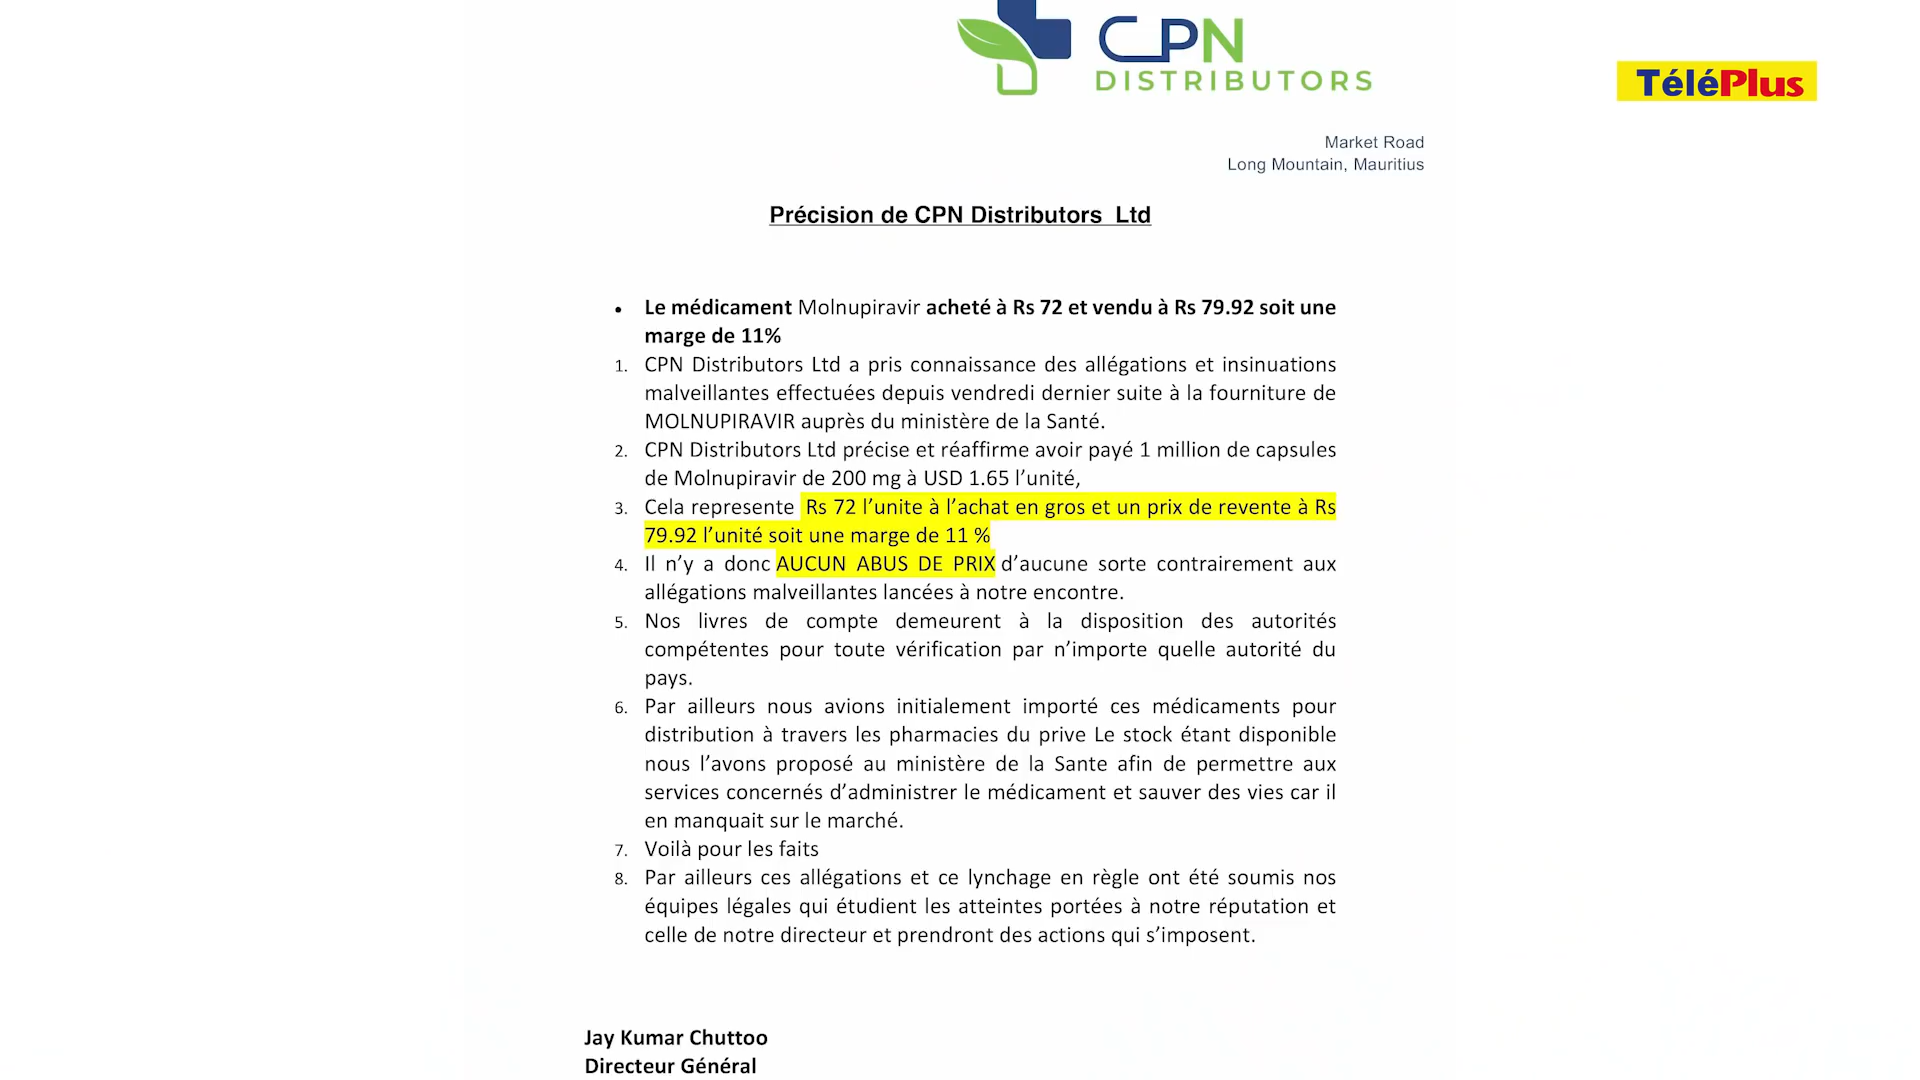 CPN
DISTRIBUTORS
TéléPlus
Market Road
Long Mountain, Mauritius
Précision de CPN Distributors Ltd
• Le médicament Molnupiravir acheté à Rs 72 et vendu à Rs 79.92 soit une
marge de 11%
1. CPN Distributors Ltd a pris connaissance des allégations et insinuations
malveillantes effectuées depuis vendredi dernier suite à la fourniture de
MOLNUPIRAVIR auprès du ministère de la Santé.
2. CPN Distributors Ltd précise et réaffirme avoir payé 1 million de capsules
de Molnupiravir de 200 mg à USD 1.65 l’unité,
3. Cela represente Rs 72 l’unite à l’achat en gros et un prix de revente à Rs
79.92 l’unité soit une marge de 11 %
4. Il n’y a donc AUCUN ABUS DE PRIX d’aucune sorte contrairement aux
allégations malveillantes lancées à notre encontre.
5. Nos livres de compte demeurent à la disposition des autorités
compétentes pour toute vérification par n’importe quelle autorité du
pays.
6. Par ailleurs nous avions initialement importé ces médicaments pour
distribution à travers les pharmacies du prive Le stock étant disponible
nous l’avons proposé au ministère de la Sante afin de permettre aux
services concernés d’administrer le médicament et sauver des vies car il
en manquait sur le marché.
7. Voilà pour les faits
8. Par ailleurs ces allégations et ce lynchage en règle ont été soumis nos
équipes légales qui étudient les atteintes portées à notre réputation et
celle de notre directeur et prendront des actions qui s’imposent.
Jay Kumar Chuttoo
Directeur Général